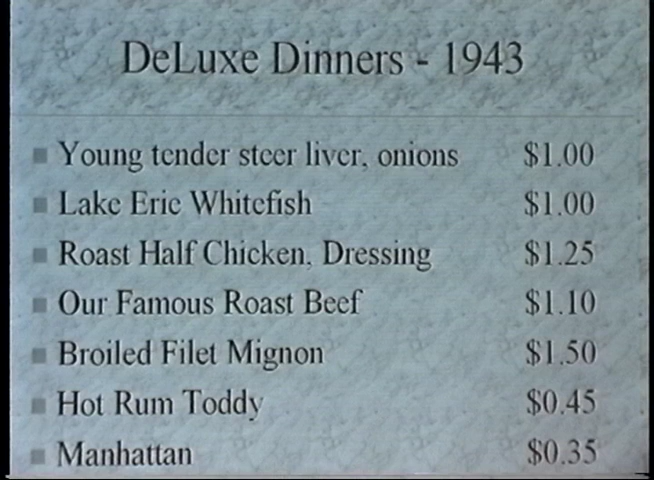 DeLuxe Dinners - 1943
Young tender steer liver, onions $1.00
Lake Erie Whitefish $1.00
Roast Half Chicken, Dressing $1.25
Our Famous Roast Beef $1.10
Broiled Filet Mignon $1.50
Hot Rum Toddy $0.45
Manhattan $0.35